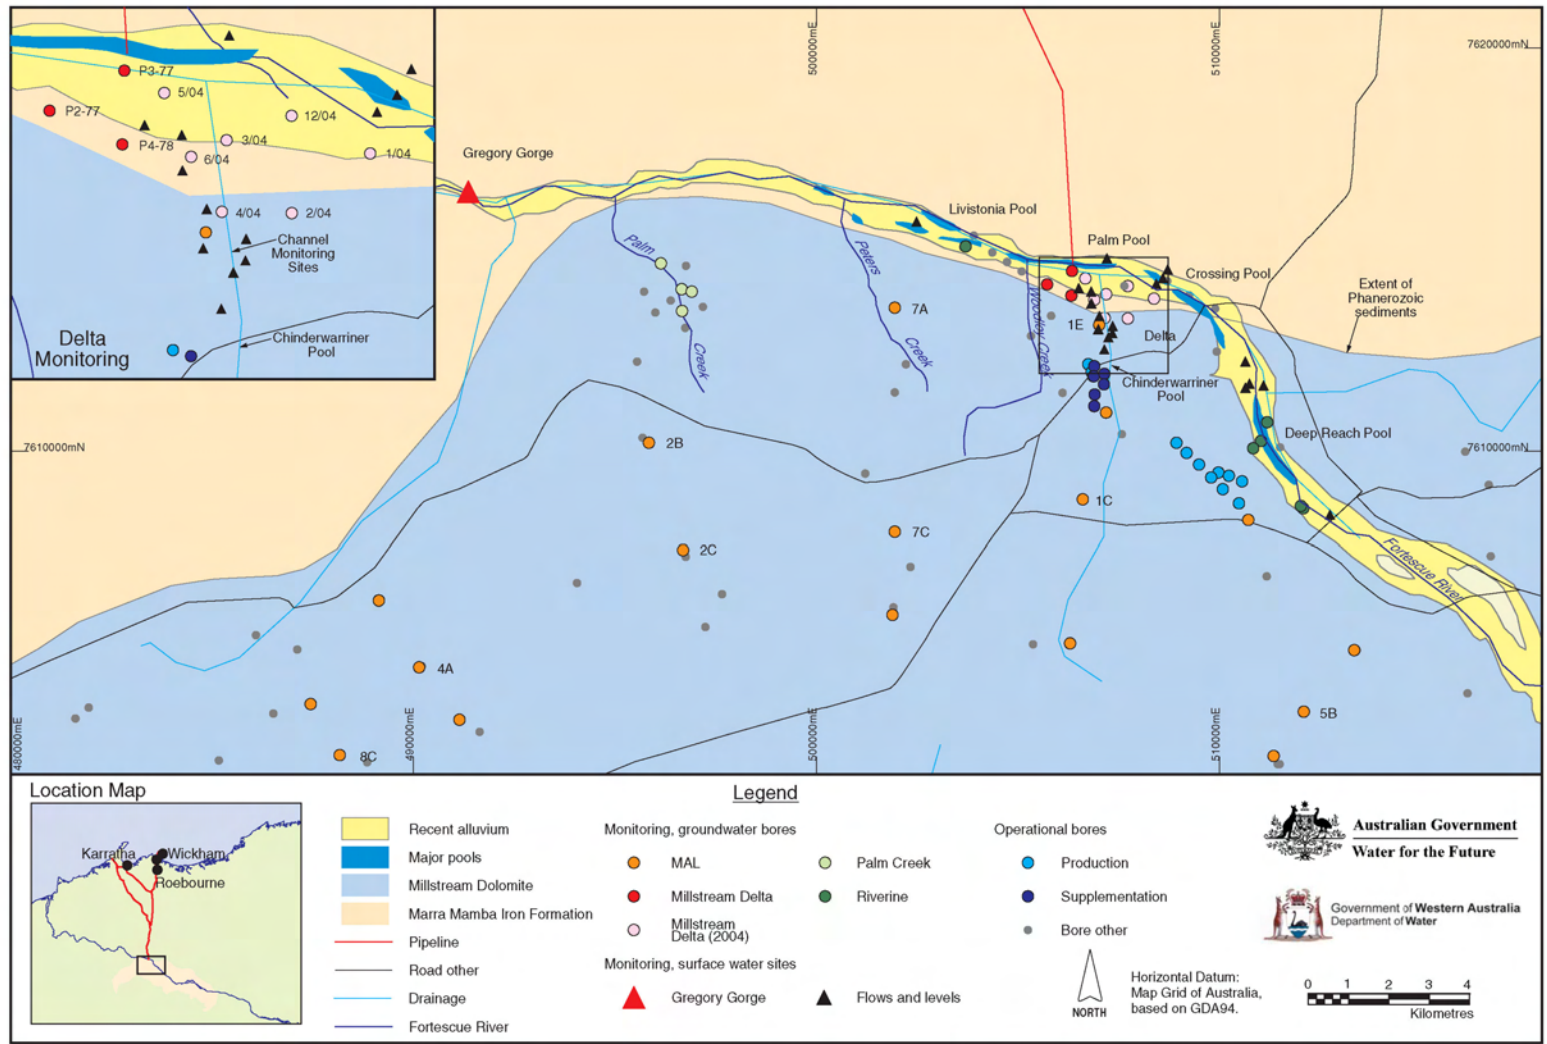 P3-77
5/04
P2-77
12/04
P4-78
3/04
6/04
1/04
4/04
2/04
Channel
Monitoring
Sites
Delta
Monitoring
Chinderwarriner
Pool
500000mE
510000mE
7620000mN
Gregory Gorge
Livistonia Pool
Palm Pool
Crossing Pool
Extent of
Phanerozoic
sediments
Palm
Creek
Peters
Creek
Woodley Creek
7A
1E
Delta
Chinderwarriner
Pool
7610000mN
7610000mN
Deep Reach Pool
2B
1C
2C
7C
Fortescue River
4A
5B
8C
480000mE
490000mE
500000mE
510000mE
Location Map
Karratha
Wickham
Roebourne
Legend
Recent alluvium
Major pools
Millstream Dolomite
Marra Mamba Iron Formation
Pipeline
Road other
Drainage
Fortescue River
Monitoring, groundwater bores
MAL
Palm Creek
Millstream Delta
Riverine
Millstream
Delta (2004)
Monitoring, surface water sites
Gregory Gorge
Flows and levels
Operational bores
Production
Supplementation
Bore other
NORTH
Horizontal Datum:
Map Grid of Australia,
based on GDA94.
0 1 2 3 4
Kilometres
Australian Government
Water for the Future
Government of Western Australia
Department of Water